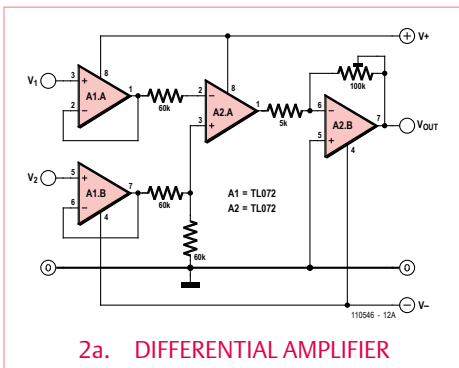 V1
3
+
2
–
A1.A
8
1
60k
2
–
3
+
A2.A
8
1
5k
100k
6
–
5
+
A2.B
7
4
V+
VOUT
V2
5
+
6
–
A1.B
7
4
60k
60k
A1 = TL072
A2 = TL072
0
0
V–
110546 - 12A
2a. DIFFERENTIAL AMPLIFIER